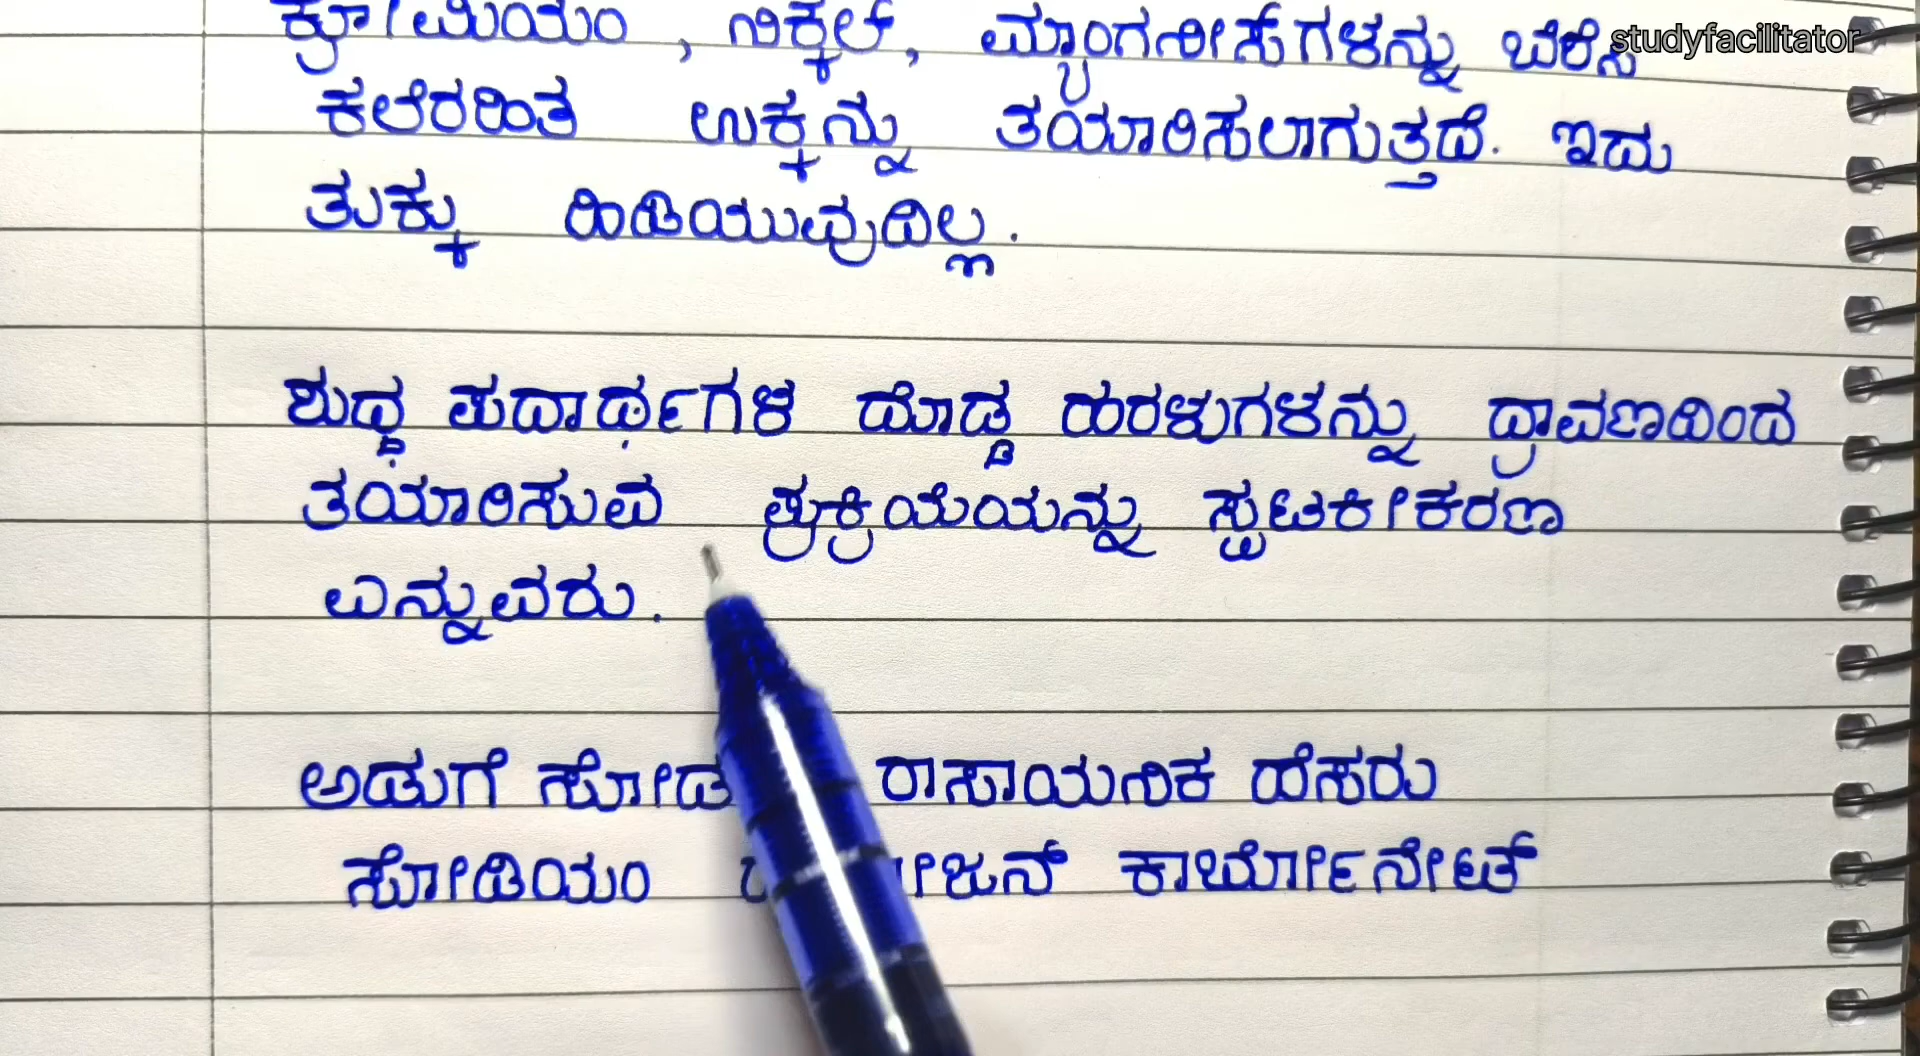 ಕ್ರೋಮಿಯಂ , ನಿಕ್ಕಲ್, ಮ್ಯಾಂಗನೀಸ್‌ಗಳನ್ನು ಬೆರೆಸಿ
studyfacilitator
ಕಲೆರಹಿತ ಉಕ್ಕನ್ನು ತಯಾರಿಸಲಾಗುತ್ತದೆ. ಇದು
ತುಕ್ಕು ಹಿಡಿಯುವುದಿಲ್ಲ.
ಶುದ್ಧ ಪದಾರ್ಥಗಳ ದೊಡ್ಡ ಹರಳುಗಳನ್ನು ದ್ರಾವಣದಿಂದ
ತಯಾರಿಸುವ ಪ್ರಕ್ರಿಯೆಯನ್ನು ಸ್ಫಟಿಕೀಕರಣ
ಎನ್ನುವರು.
ಅಡುಗೆ ಸೋಡ ರಾಸಾಯನಿಕ ಹೆಸರು
ಸೋಡಿಯಂ ಕಾರ್ಬೋನೇಟ್